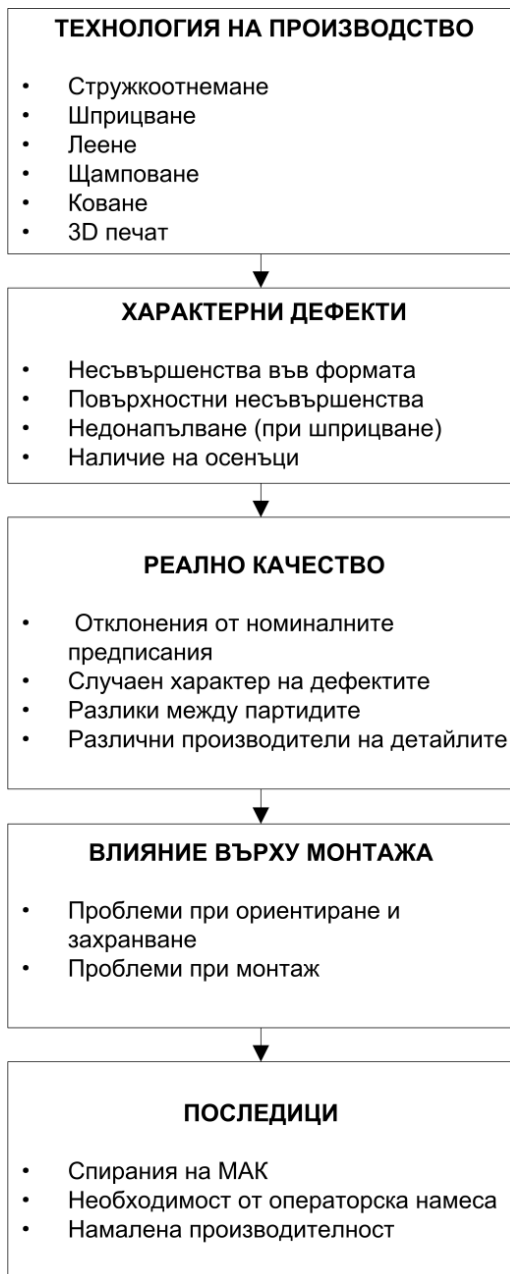 ТЕХНОЛОГИЯ НА ПРОИЗВОДСТВО
• Стружкоотнемане
• Шприцване
• Леене
• Щамповане
• Коване
• 3D печат
ХАРАКТЕРНИ ДЕФЕКТИ
• Несъвършенства във формата
• Повърхностни несъвършенства
• Недонапълване (при шприцване)
• Наличие на осенъци
РЕАЛНО КАЧЕСТВО
• Отклонения от номиналните
предписания
• Случаен характер на дефектите
• Разлики между партидите
• Различни производители на детайлите
ВЛИЯНИЕ ВЪРХУ МОНТАЖА
• Проблеми при ориентиране и
захранване
• Проблеми при монтаж
ПОСЛЕДИЦИ
• Спирания на МАК
• Необходимост от операторска намеса
• Намалена производителност